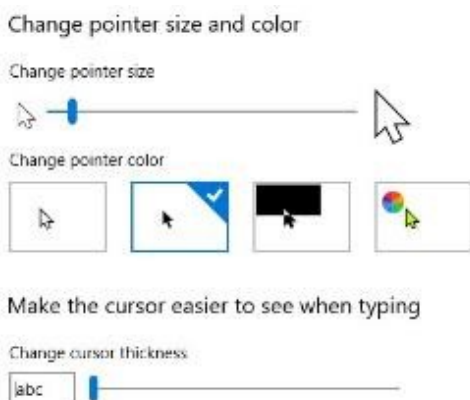 Change pointer size and color
Change pointer size
Change pointer color
Make the cursor easier to see when typing
Change cursor thickness
abc